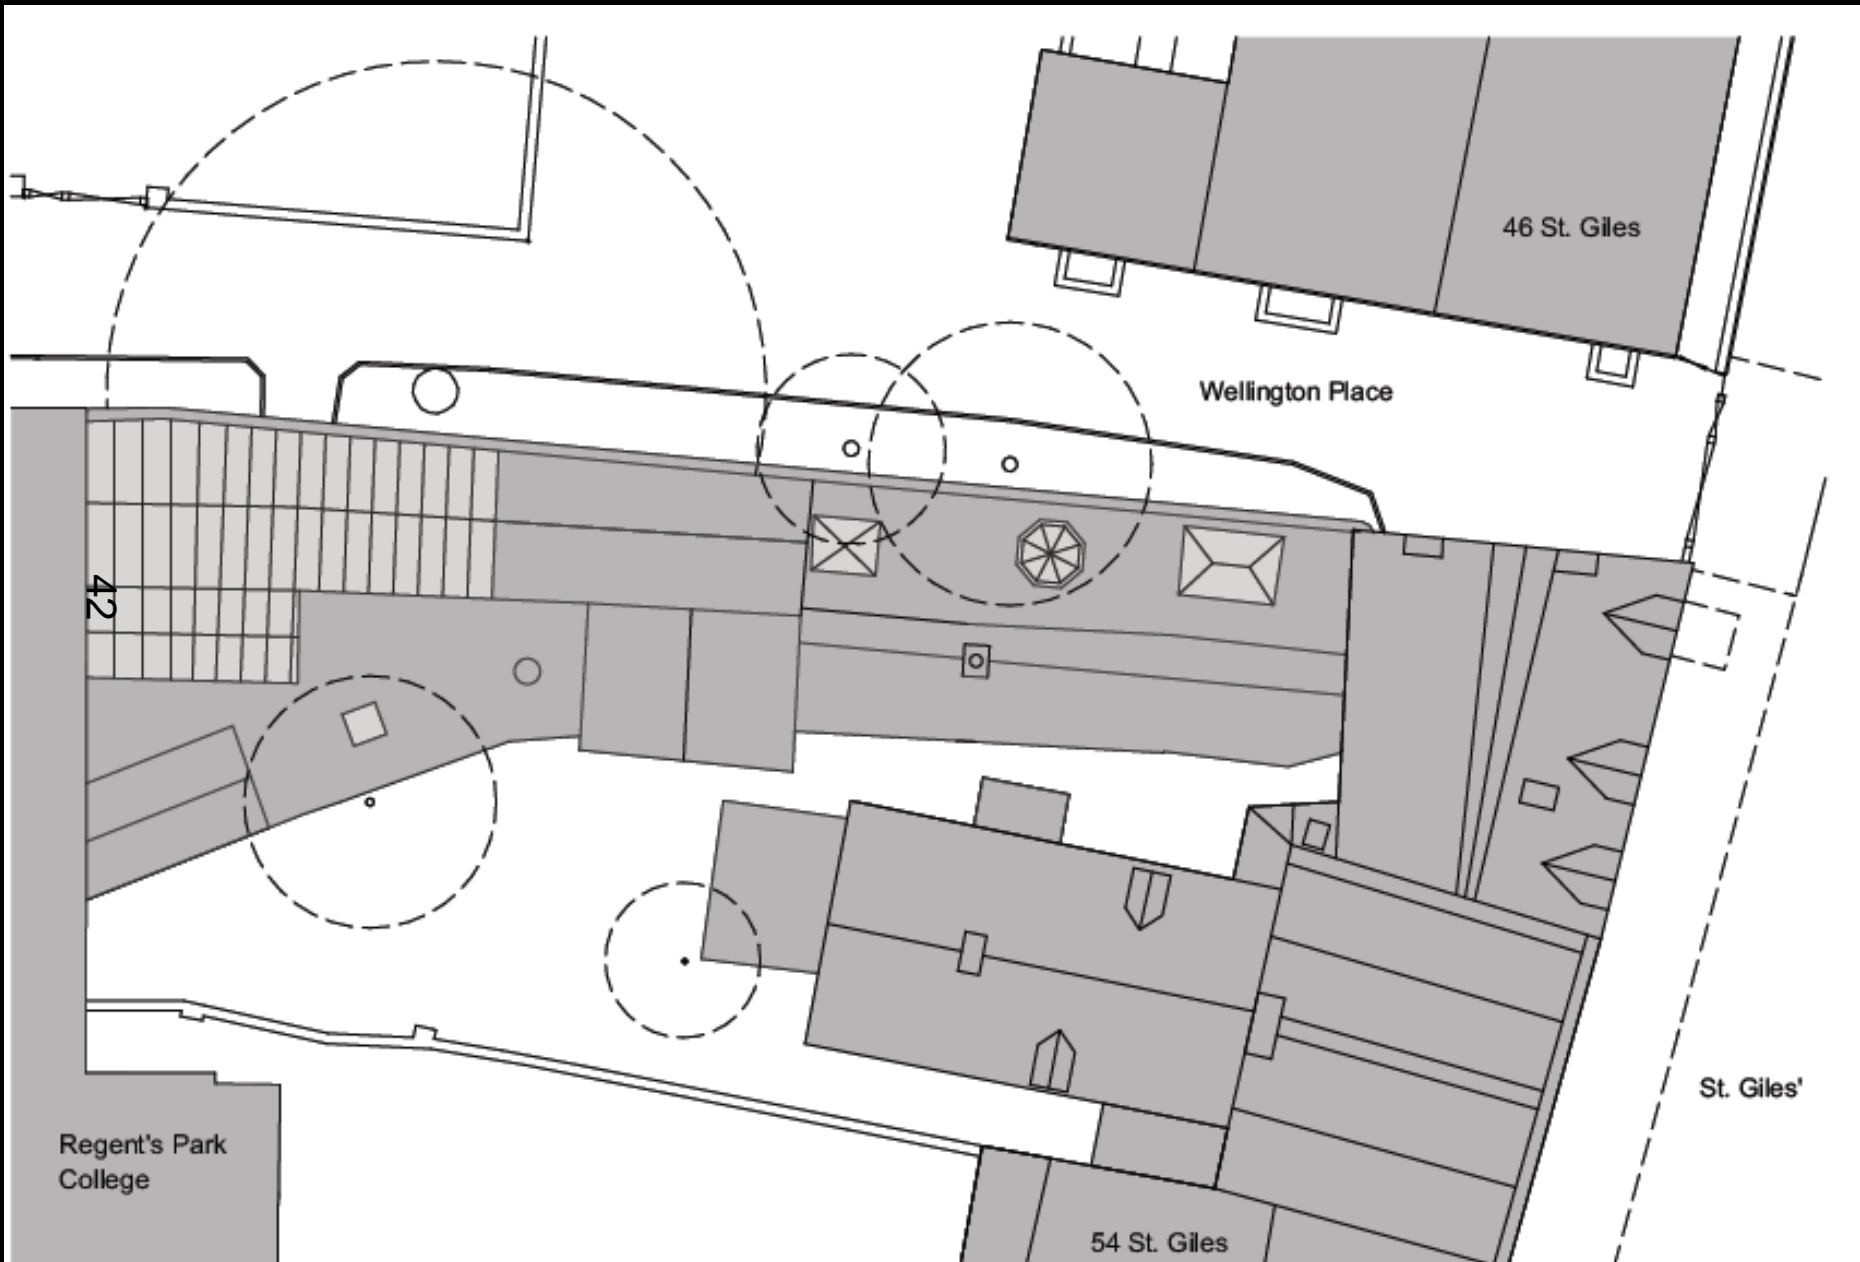 46 St. Giles
Wellington Place
42
St. Giles'
Regent's Park
College
54 St. Giles